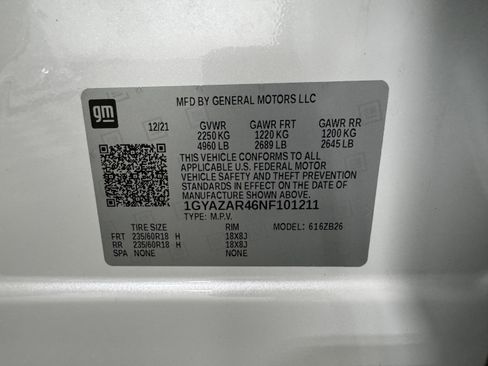 gm
MFD BY GENERAL MOTORS LLC
12/21 GVWR GAWR FRT GAWR RR
2250 KG 1220 KG 1200 KG
4960 LB 2689 LB 2645 LB
THIS VEHICLE CONFORMS TO ALL
APPLICABLE U.S. FEDERAL MOTOR
VEHICLE SAFETY AND THEFT
PREVENTION STANDARDS IN
EFFECT ON THE DATE OF
MANUFACTURE SHOWN ABOVE.
1GYAZAR46NF101211
TYPE: M.P.V.
TIRE SIZE RIM MODEL: 616ZB26
FRT 235/60R18 H 18X8J
RR 235/60R18 H 18X8J
SPA NONE NONE